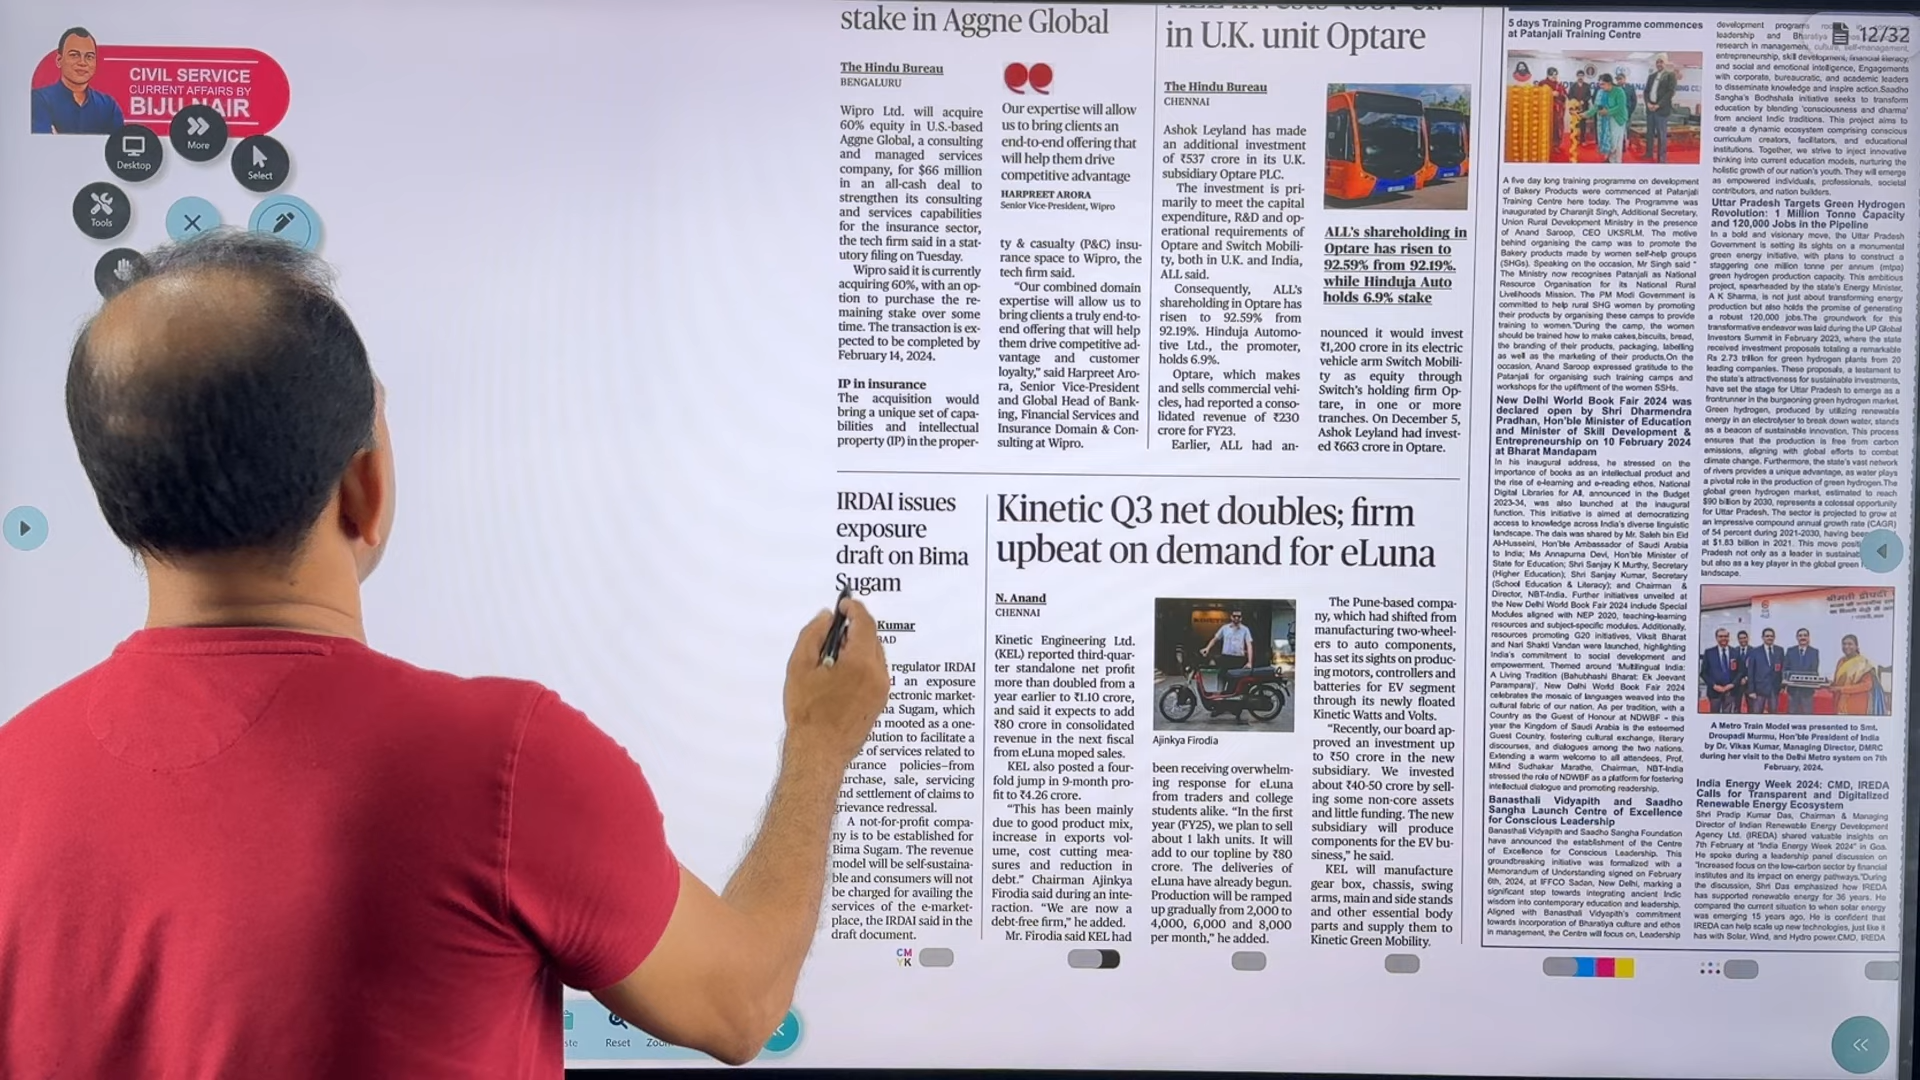 CIVIL SERVICE
CURRENT AFFAIRS BY
BIJU NAIR
More
Desktop
Select
Tools
12/32
stake in Aggne Global
The Hindu Bureau
BENGALURU
Wipro Ltd. will acquire
60% equity in U.S.-based
Aggne Global, a consulting
and managed services
company, for $66 million
in an all-cash deal to
strengthen its consulting
and services capabilities
for the insurance sector,
the tech firm said in a stat-
utory filing on Tuesday.
Wipro said it is currently
acquiring 60%, with an op-
tion to purchase the re-
maining stake over some
time. The transaction is ex-
pected to be completed by
February 14, 2024.
IP in insurance
The acquisition would
bring a unique set of capa-
bilities and intellectual
property (IP) in the proper-
Our expertise will allow
us to bring clients an
end-to-end offering that
will help them drive
competitive advantage
HARPREET ARORA
Senior Vice-President, Wipro
ty & casualty (P&C) insu-
rance space to Wipro, the
tech firm said.
“Our combined domain
expertise will allow us to
bring clients a truly end-to-
end offering that will help
them drive competitive ad-
vantage and customer
loyalty,” said Harpreet Aro-
ra, Senior Vice-President
and Global Head of Bank-
ing, Financial Services and
Insurance Domain & Con-
sulting at Wipro.
in U.K. unit Optare
The Hindu Bureau
CHENNAI
Ashok Leyland has made
an additional investment
of ₹537 crore in its U.K.
subsidiary Optare PLC.
The investment is pri-
marily to meet the capital
expenditure, R&D and op-
erational requirements of
Optare and Switch Mobili-
ty, both in U.K. and India,
ALL said.
Consequently, ALL’s
shareholding in Optare has
risen to 92.59% from
92.19%. Hinduja Automo-
tive Ltd., the promoter,
holds 6.9%.
Optare, which makes
and sells commercial vehi-
cles, had reported a conso-
lidated revenue of ₹230
crore for FY23.
Earlier, ALL had an-
ALL’s shareholding in
Optare has risen to
92.59% from 92.19%.
while Hinduja Auto
holds 6.9% stake
nounced it would invest
₹1,200 crore in its electric
vehicle arm Switch Mobili-
ty as equity through
Switch’s holding firm Op-
tare, in one or more
tranches. On December 5,
Ashok Leyland had invest-
ed ₹663 crore in Optare.
IRDAI issues
exposure
draft on Bima
Sugam
Kumar
regulator IRDAI
an exposure
Sugam, which
mooted as a one-
to facilitate a
of services related to
policies—from
sale, servicing
settlement of claims to
grievance redressal.
A not-for-profit compa-
ny is to be established for
Bima Sugam. The revenue
model will be self-sustaina-
ble and consumers will not
be charged for availing the
services of the e-market-
place, the IRDAI said in the
draft document.
Kinetic Q3 net doubles; firm
upbeat on demand for eLuna
N. Anand
CHENNAI
Kinetic Engineering Ltd.
(KEL) reported third-quar-
ter standalone net profit
more than doubled from a
year earlier to ₹1.10 crore,
and said it expects to add
₹80 crore in consolidated
revenue in the next fiscal
from eLuna moped sales.
KEL also posted a four-
fold jump in 9-month pro-
fit to ₹4.26 crore.
“This has been mainly
due to good product mix,
increase in exports vol-
ume, cost cutting mea-
sures and reduction in
debt.” Chairman Ajinkya
Firodia said during an inte-
raction. “We are now a
debt-free firm,” he added.
Mr. Firodia said KEL had
Ajinkya Firodia
been receiving overwhelm-
ing response for eLuna
from traders and college
students alike. “In the first
year (FY25), we plan to sell
about 1 lakh units. It will
add to our topline by ₹80
crore. The deliveries of
eLuna have already begun.
Production will be ramped
up gradually from 2,000 to
4,000, 6,000 and 8,000
per month,” he added.
The Pune-based compa-
ny, which had shifted from
manufacturing two-wheel-
ers to auto components,
has set its sights on produc-
ing motors, controllers and
batteries for EV segment
through its newly floated
Kinetic Watts and Volts.
“Recently, our board ap-
proved an investment up
to ₹50 crore in the new
subsidiary. We invested
about ₹40-50 crore by sell-
ing some non-core assets
and little funding. The new
subsidiary will produce
components for the EV bu-
siness,” he said.
KEL will manufacture
gear box, chassis, swing
arms, main and side stands
and other essential body
parts and supply them to
Kinetic Green Mobility.
5 days Training Programme commences
at Patanjali Training Centre
A five day long training programme on development
of Bakery Products were commenced at Patanjali
Training Centre here today. The Programme was
inaugurated by Charanjit Singh, Additional Secretary,
Union Rural Development Ministry in the presence
of Anand Saroop, CEO UKSRLM. The motive
behind organising the camp was to promote the
Bakery products made by women self-help groups
(SHGs). Speaking on the occasion, Mr Singh said "
The Ministry now recognises Patanjali as National
Resource Organisation for its National Rural
Livelihoods Mission. The PM Modi Government is
committed to help rural SHG women by promoting
their products by organising these camps to provide
training to women."During the camp, the women
should be trained how to make cakes,biscuits, bread,
the branding of their products, packaging, labelling
as well as the marketing of their products.On the
occasion, Anand Saroop expressed gratitude to the
Patanjali for organising such training camps and
workshops for the upliftment of the women SSHs.
New Delhi World Book Fair 2024 was
declared open by Shri Dharmendra
Pradhan, Hon'ble Minister of Education
and Minister of Skill Development &
Entrepreneurship on 10 February 2024
at Bharat Mandapam
In his inaugural address, he stressed on the
importance of books as an intellectual product and
the rise of e-learning and e-reading ethos. National
Digital Libraries for All, announced in the Budget
2023-34, was also launched at the inaugural
function. This initiative is aimed at democratizing
access to knowledge across India's diverse linguistic
landscape. The dais was shared by Mr. Saleh bin Eid
Al-Husseini, Hon'ble Ambassador of Saudi Arabia
to India; Ms Annapurna Devi, Hon'ble Minister of
State for Education; Shri Sanjay K Murthy, Secretary
(Higher Education); Shri Sanjay Kumar, Secretary
(School Education & Literacy); and Chairman &
Director, NBT-India. Further initiatives unveiled at
the New Delhi World Book Fair 2024 include Special
Modules aligned with NEP 2020, teaching-learning
resources and subject-specific modules. Additionally,
resources promoting G20 initiatives, Viksit Bharat
and Nari Shakti Vandan were launched, highlighting
India's commitment to social development and
empowerment. Themed around 'Multilingual India:
A Living Tradition (Bahubhashi Bharat: Ek Jeevant
Parampara)', New Delhi World Book Fair 2024
celebrates the mosaic of languages weaved into the
cultural fabric of our nation. As per tradition, with a
Country as the Guest of Honour at NDWBF - this
year the Kingdom of Saudi Arabia is the esteemed
Guest Country, fostering cultural exchange, literary
discourses, and dialogues among the two nations.
Extending a warm welcome to all attendees, Prof.
Milind Sudhakar Marathe, Chairman, NBT-India
stressed the role of NDWBF as a platform for fostering
intellectual dialogue and promoting readership.
Banasthali Vidyapith and Saadho
Sangha Launch Centre of Excellence
for Conscious Leadership
Banasthali Vidyapith and Saadho Sangha Foundation
have announced the establishment of the Centre
of Excellence for Conscious Leadership. This
groundbreaking initiative was formalized with a
Memorandum of Understanding signed on February
6th, 2024, at IFFCO Sadan, New Delhi, marking a
significant step towards integrating ancient Indic
wisdom into contemporary education and leadership.
Aligned with Banasthali Vidyapith's commitment
towards incorporation of Bharatiya culture and ethos
in management, the Centre will focus on, Leadership
development programs
leadership and Bharatiya
research in management, culture, self-management,
entrepreneurship, skill development, financial literacy,
and social and emotional intelligence, Engagements
with corporate, bureaucratic, and academic leaders
to disseminate knowledge and inspire action.Saadho
Sangha's Bodhshala initiative seeks to transform
education by blending 'consciousness and dharma'
from ancient Indic traditions. This project aims to
create a dynamic ecosystem comprising conscious
curriculum creators, facilitators, and educational
institutions. Together, we strive to inject innovative
thinking into current education models, nurturing the
holistic growth of our nation's youth. They will emerge
as empowered individuals, professionals, societal
contributors, and nation builders.
Uttar Pradesh Targets Green Hydrogen
Revolution: 1 Million Tonne Capacity
and 120,000 Jobs in the Pipeline
In a bold and visionary move, the Uttar Pradesh
Government is setting its sights on a monumental
green energy initiative, with plans to construct a
staggering one million tonne per annum (mtpa)
green hydrogen production capacity. This ambitious
project, spearheaded by the state's Energy Minister,
A K Sharma, is not just about transforming energy
production but also holds the promise of generating
a robust 120,000 jobs.The groundwork for this
transformative endeavor was laid during the UP Global
Investors Summit in February 2023, where the state
received investment proposals totaling a remarkable
Rs 2.73 trillion for green hydrogen plants from 20
leading companies. These proposals, a testament to
the state's attractiveness for sustainable investments,
have set the stage for Uttar Pradesh to emerge as a
frontrunner in the burgeoning green hydrogen market.
Green hydrogen, produced by utilizing renewable
energy in an electrolyser to break down water, stands
as a beacon of sustainable innovation. This process
ensures that the production is free from carbon
emissions, aligning with global efforts to combat
climate change. Furthermore, the state's vast network
of rivers provides a unique advantage, as water plays
a pivotal role in the production of green hydrogen.The
global green hydrogen market, estimated to reach
$90 billion by 2030, represents a colossal opportunity
for Uttar Pradesh. The sector is projected to grow at
an impressive compound annual growth rate (CAGR)
of 54 percent during 2021-2030, having been
at $1.83 billion in 2021. This move
Pradesh not only as a leader in
but also as a key player in the global green
landscape.
A Metro Train Model was presented to Smt.
Droupadi Murmu, Hon'ble President of India
by Dr. Vikas Kumar, Managing Director, DMRC
during her visit to the Delhi Metro system on 7th
February, 2024.
India Energy Week 2024: CMD, IREDA
Calls for Transparent and Digitalized
Renewable Energy Ecosystem
Shri Pradip Kumar Das, Chairman & Managing
Director of Indian Renewable Energy Development
Agency Ltd. (IREDA) shared valuable insights on
7th February at "India Energy Week 2024" in Goa.
He spoke during a leadership panel discussion on
"Increased focus on the low-carbon sector by financial
institutes and its impact on energy pathways."During
the discussion, Shri Das emphasized how IREDA
has supported renewable energy for 36 years. He
compared the current situation to when solar energy
was emerging 15 years ago. He is confident that
IREDA can help scale up new technologies, just like it
has with Solar, Wind, and Hydro power.CMD, IREDA
CM
YK
Reset